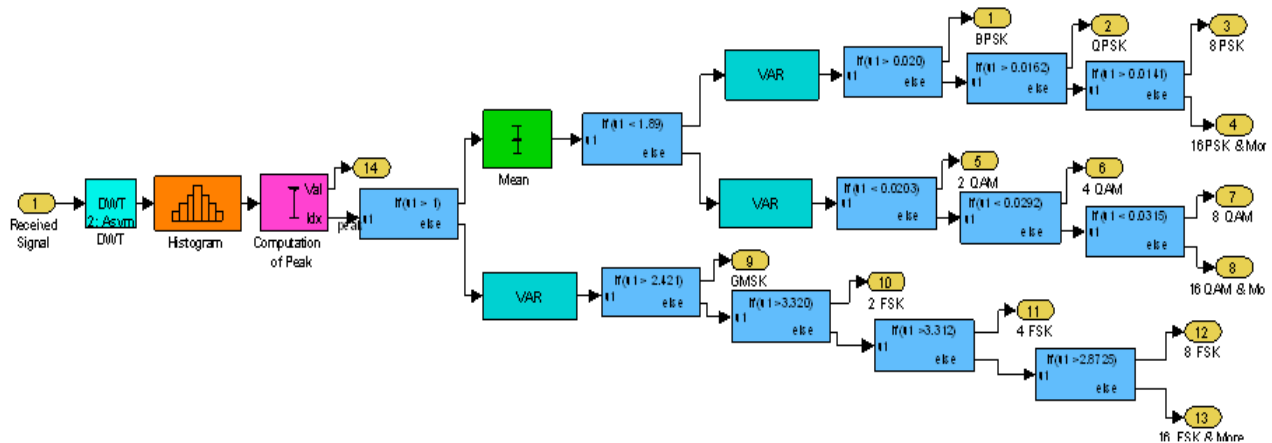 1
Received
Signal
DWT
2: Asym
DWT
Histogram
Val
Idx
Computation
of Peak
14
peak
If(u1 > 1)
u1
else
Mean
If(u1 < 1.89)
u1
else
VAR
If(u1 > 0.020)
u1
else
1
BPSK
If(u1 > 0.0162)
u1
else
2
QPSK
If(u1 > 0.0141)
u1
else
3
8 PSK
4
16PSK & Mor
VAR
If(u1 < 0.0203)
u1
else
5
2 QAM
If(u1 < 0.0292)
u1
else
6
4 QAM
If(u1 < 0.0315)
u1
else
7
8 QAM
8
16 QAM & Mo
VAR
If(u1 > 2.421)
u1
else
9
GMSK
If(u1 >3.320)
u1
else
10
2 FSK
If(u1 >3.312)
u1
else
11
4 FSK
If(u1 >2.8725)
u1
else
12
8 FSK
13
16 FSK & More